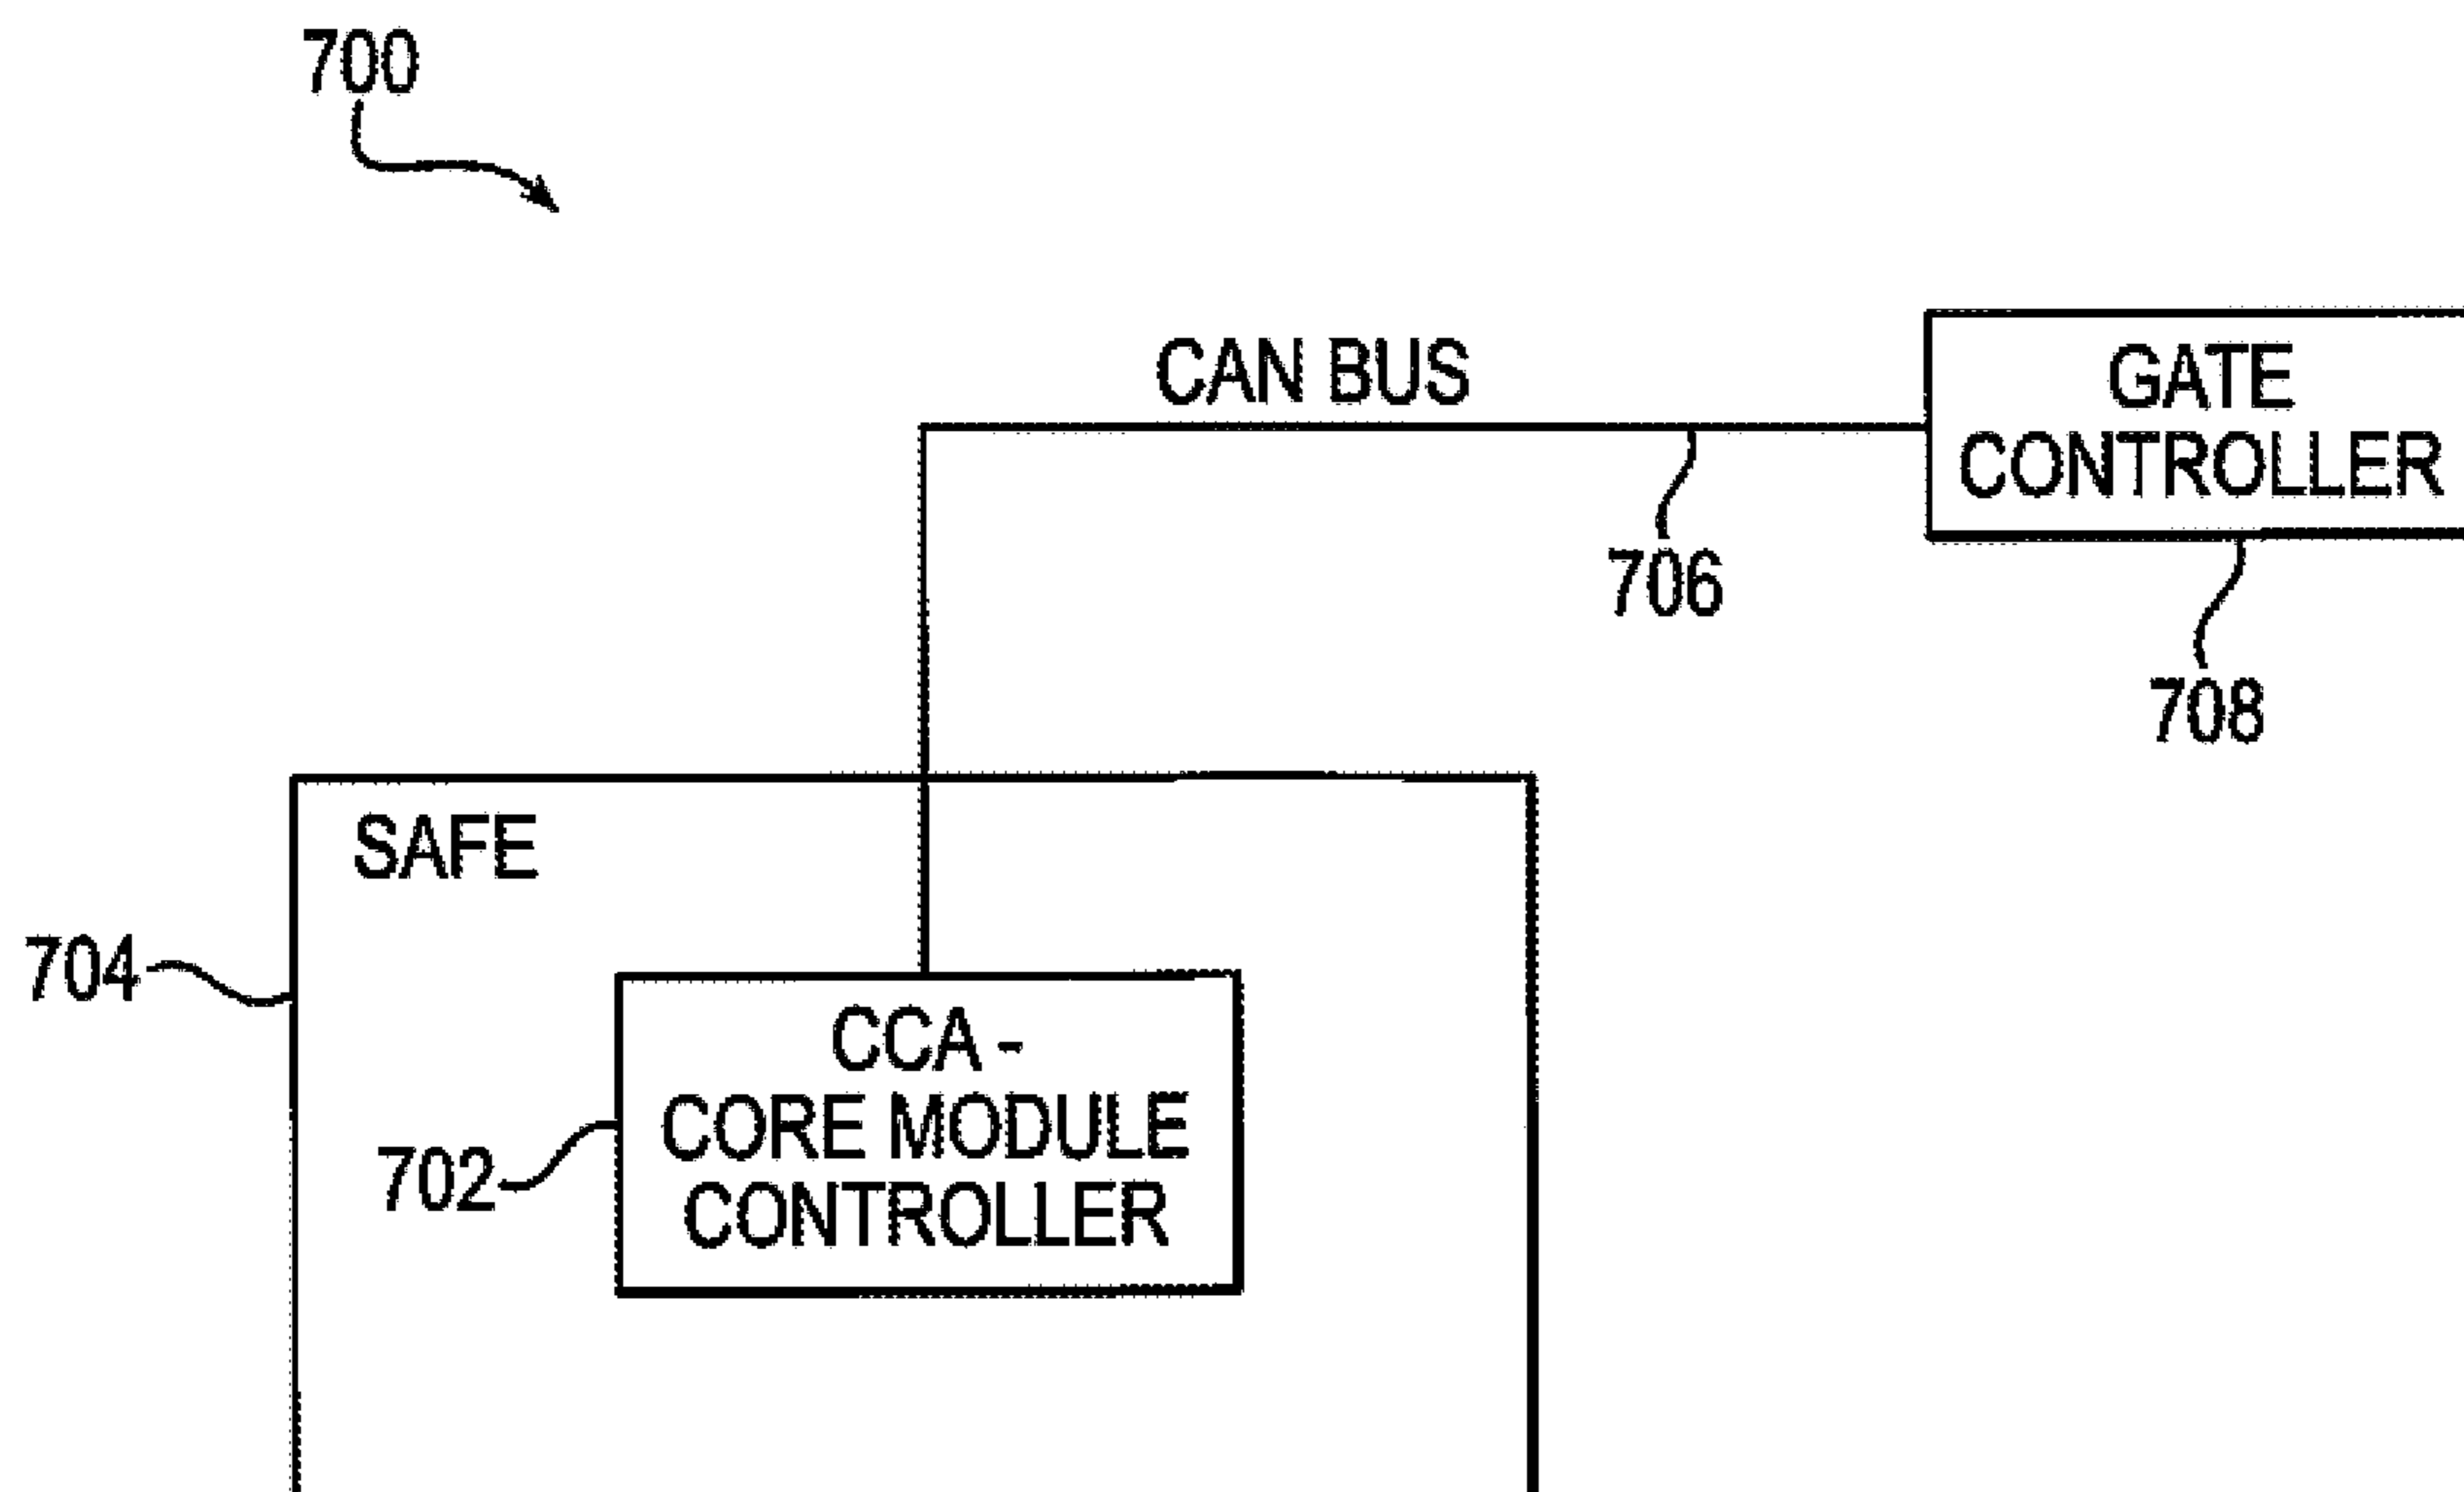 700
CAN BUS
GATE
CONTROLLER
706
708
SAFE
704
CCA -
CORE MODULE
CONTROLLER
702